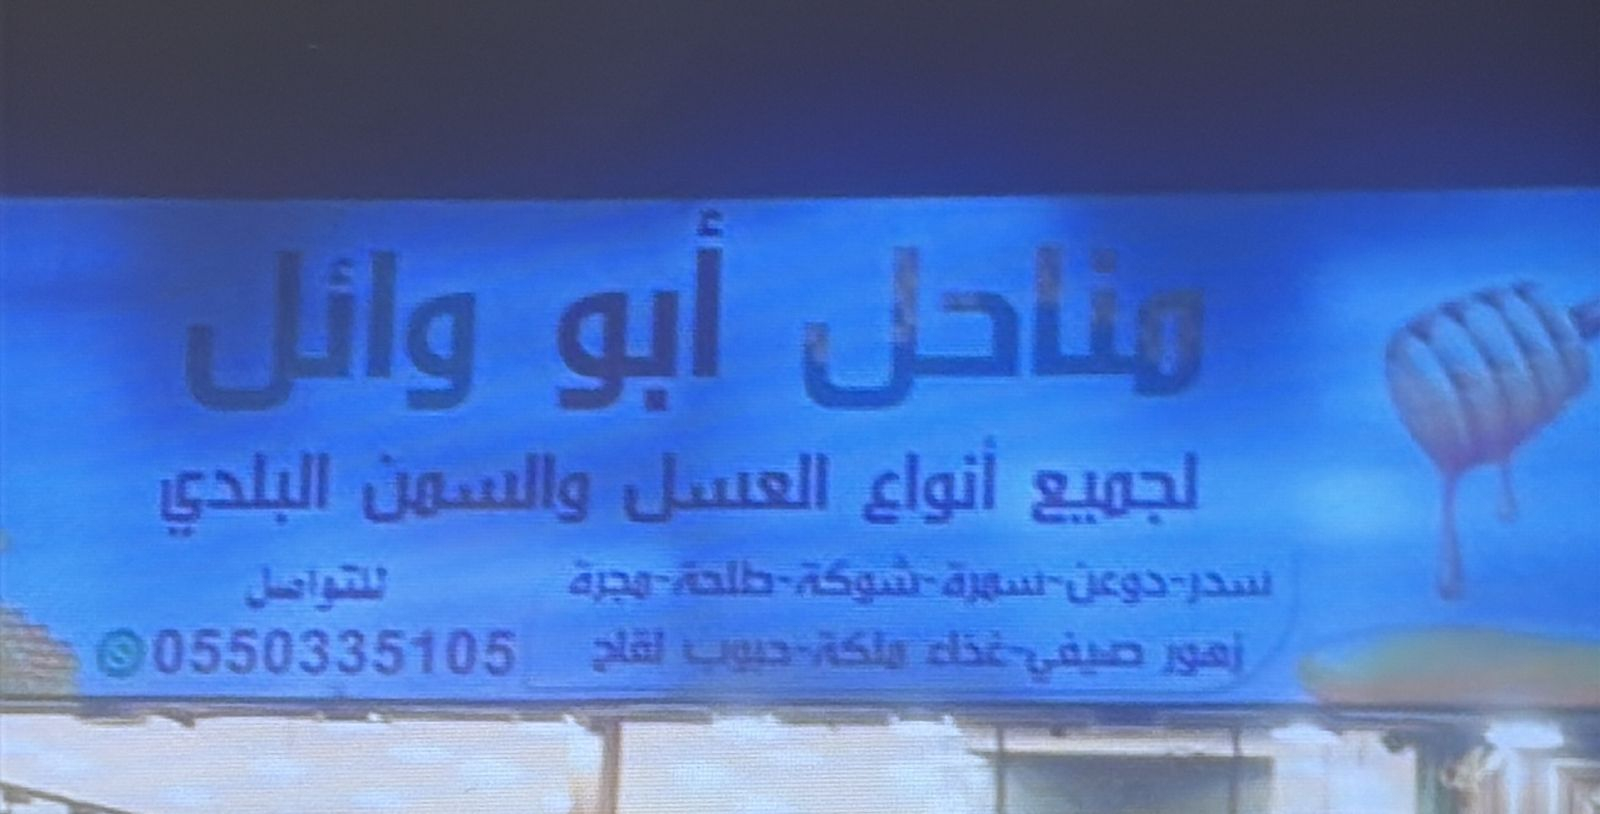 مناحل أبو وائل
لجميع أنواع العسل والسمن البلدي
سدر-دوعن-سمرة-شوكة-طلحة-مجرة
زهور صيفي-غذاء ملكة-حبوب لقاح
للتواصل
0550335105